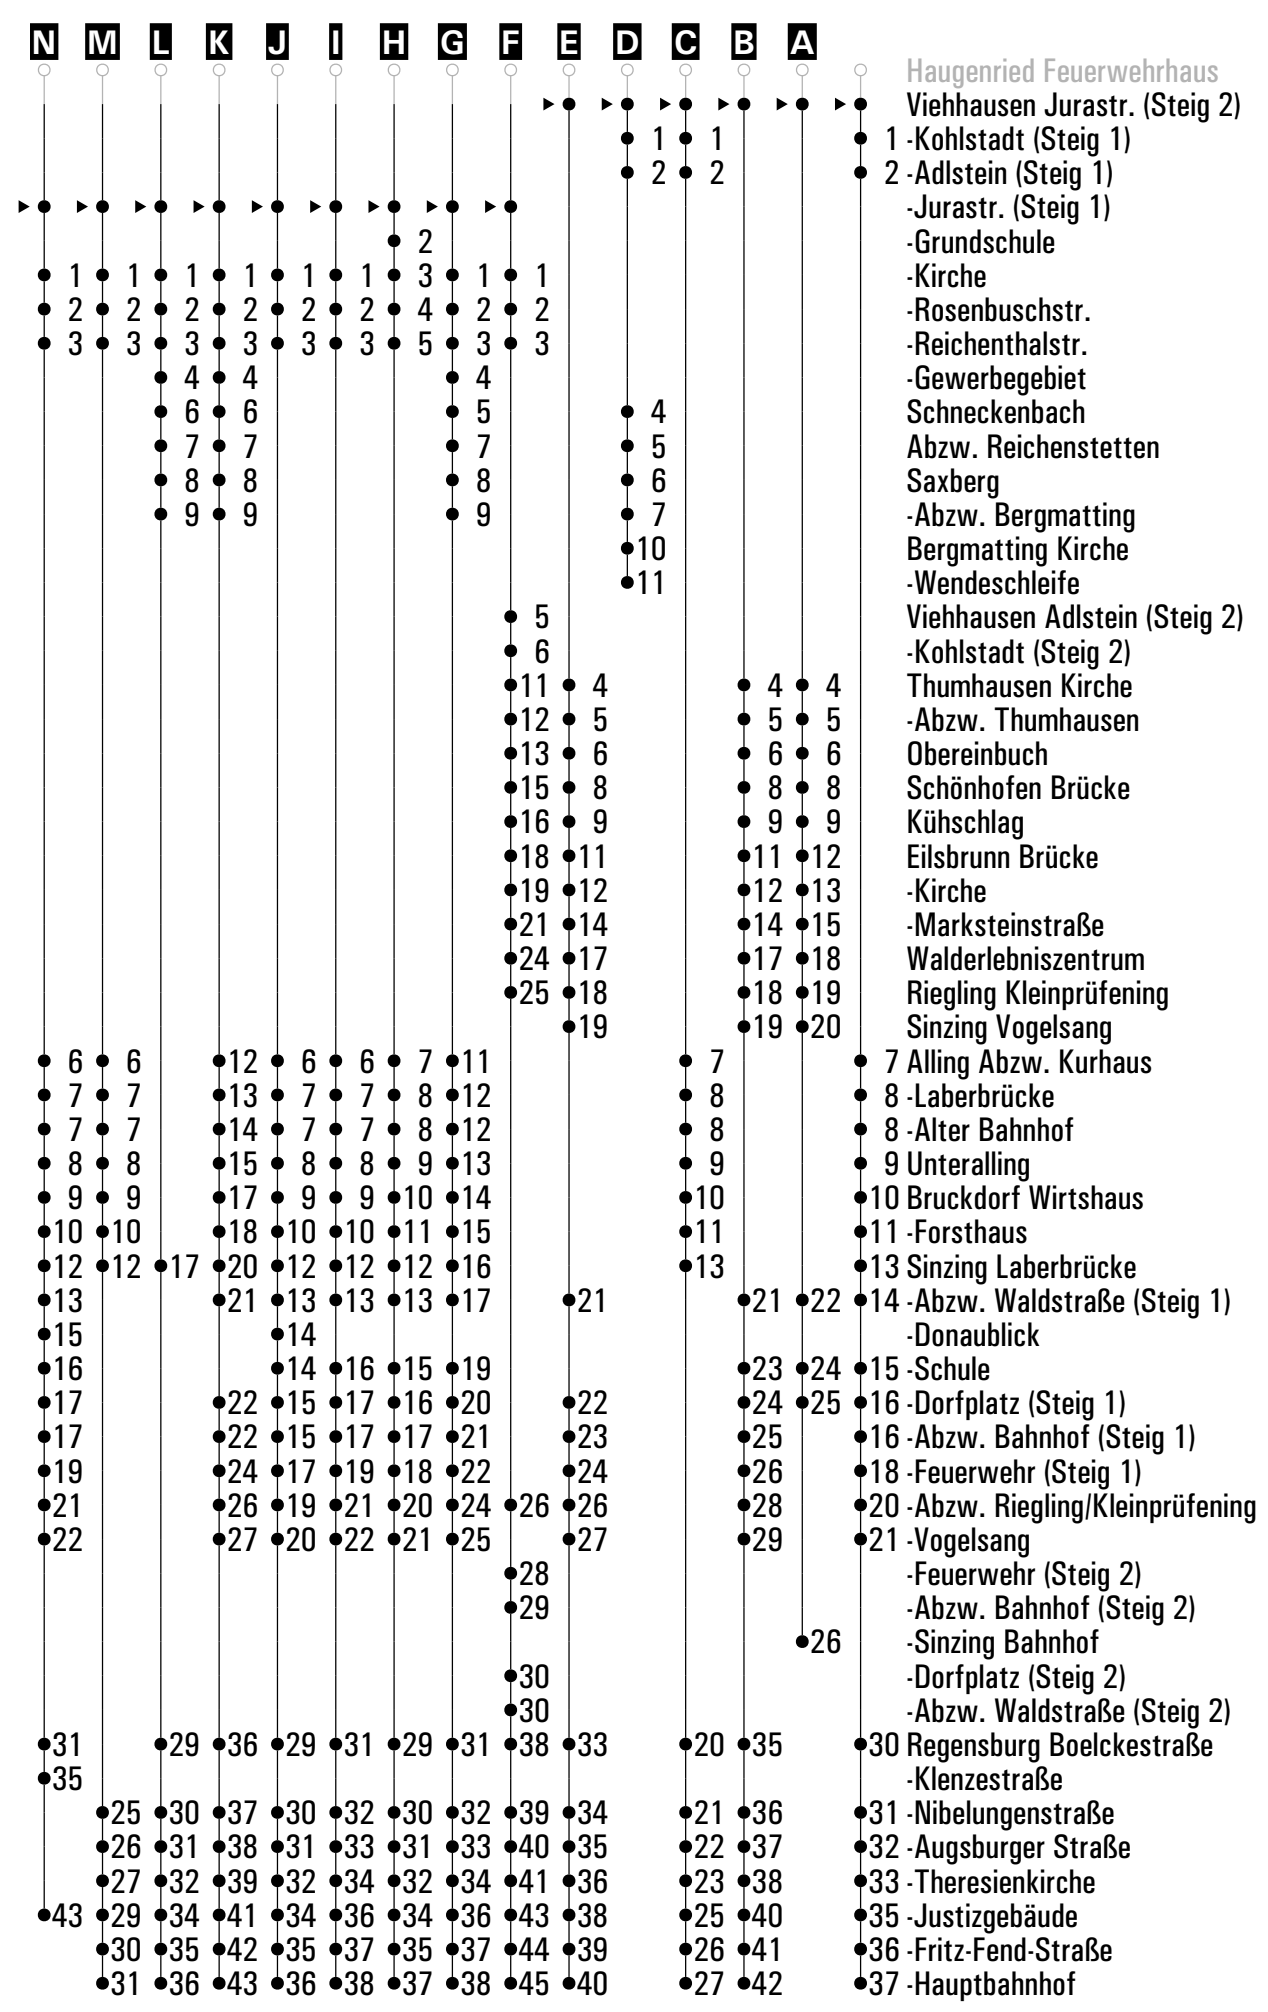 N M L K J I H G F E D C B A
Haugenried Feuerwehrhaus
Viehhausen Jurastr. (Steig 2)
1 1 1 -Kohlstadt (Steig 1)
2 2 2 -Adlstein (Steig 1)
-Jurastr. (Steig 1)
2 -Grundschule
1 1 1 1 1 1 3 1 1 -Kirche
2 2 2 2 2 2 4 2 2 -Rosenbuschstr.
3 3 3 3 3 3 5 3 3 -Reichenthalstr.
4 4 4 -Gewerbegebiet
6 6 5 4 Schneckenbach
7 7 7 5 Abzw. Reichenstetten
8 8 8 6 Saxberg
9 9 9 7 -Abzw. Bergmatting
10 Bergmatting Kirche
11 -Wendeschleife
5 Viehhausen Adlstein (Steig 2)
6 -Kohlstadt (Steig 2)
11 4 4 4 Thumhausen Kirche
12 5 5 5 -Abzw. Thumhausen
13 6 6 6 Obereinbuch
15 8 8 8 Schönhofen Brücke
16 9 9 9 Kühschlag
18 11 11 12 Eilsbrunn Brücke
19 12 12 13 -Kirche
21 14 14 15 -Marksteinstraße
24 17 17 18 Walderlebniszentrum
25 18 18 19 Riegling Kleinprüfening
19 19 20 Sinzing Vogelsang
6 6 12 6 6 7 11 7 7 Alling Abzw. Kurhaus
7 7 13 7 7 8 12 8 8 -Laberbrücke
7 7 14 7 7 8 12 8 8 -Alter Bahnhof
8 8 15 8 8 9 13 9 9 Unteralling
9 9 17 9 9 10 14 10 10 Bruckdorf Wirtshaus
10 10 18 10 10 11 15 11 11 -Forsthaus
12 12 17 20 12 12 12 16 13 13 Sinzing Laberbrücke
13 21 13 13 13 17 21 21 22 14 -Abzw. Waldstraße (Steig 1)
15 14 -Donaublick
16 14 16 15 19 23 24 15 -Schule
17 22 15 17 16 20 22 24 25 16 -Dorfplatz (Steig 1)
17 22 15 17 17 21 23 25 16 -Abzw. Bahnhof (Steig 1)
19 24 17 19 18 22 24 26 18 -Feuerwehr (Steig 1)
21 26 19 21 20 24 26 26 28 20 -Abzw. Riegling/Kleinprüfening
22 27 20 22 21 25 27 29 21 -Vogelsang
28 -Feuerwehr (Steig 2)
29 -Abzw. Bahnhof (Steig 2)
26 -Sinzing Bahnhof
30 -Dorfplatz (Steig 2)
30 -Abzw. Waldstraße (Steig 2)
31 29 36 29 31 29 31 38 33 20 35 30 Regensburg Boelckestraße
35 -Klenzestraße
25 30 37 30 32 30 32 39 34 21 36 31 -Nibelungenstraße
26 31 38 31 33 31 33 40 35 22 37 32 -Augsburger Straße
27 32 39 32 34 32 34 41 36 23 38 33 -Theresienkirche
43 29 34 41 34 36 34 36 43 38 25 40 35 -Justizgebäude
30 35 42 35 37 35 37 44 39 26 41 36 -Fritz-Fend-Straße
31 36 43 36 38 37 38 45 40 27 42 37 -Hauptbahnhof